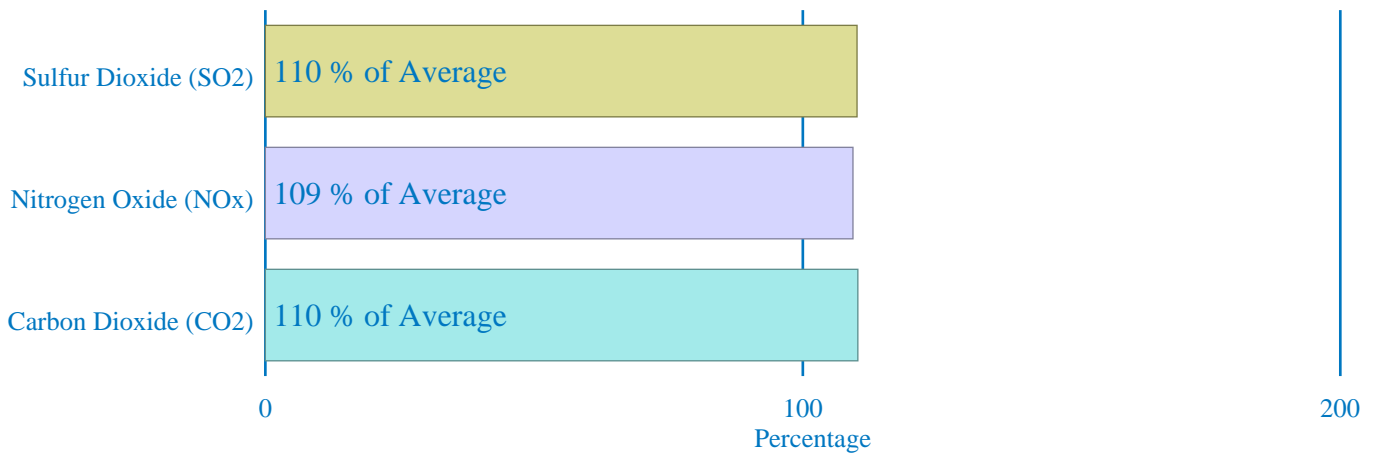 Sulfur Dioxide (SO2)
110 % of Average
Nitrogen Oxide (NOx)
109 % of Average
Carbon Dioxide (CO2)
110 % of Average
0
100
200
Percentage